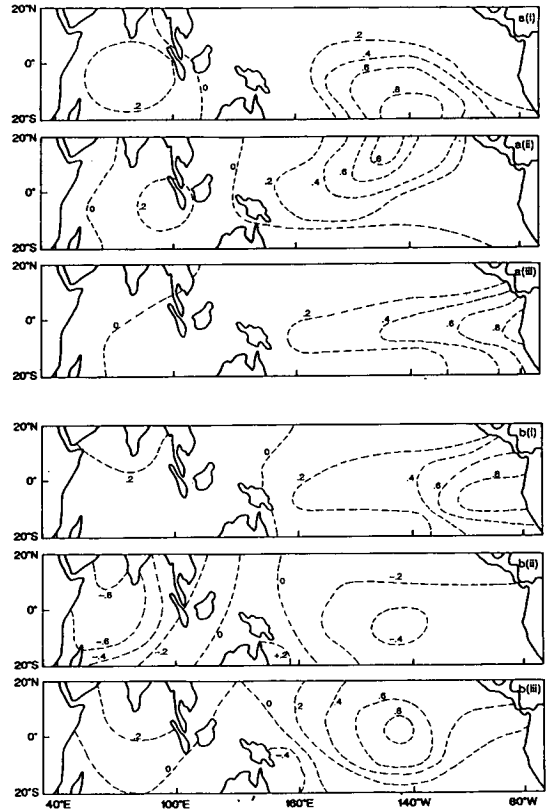 20°N a(i)
.2
.4
0° .6
.8
.2 0
20°S
20°N a(ii)
0 .8
.2 .4 .6
0° 0 .2
20°S
20°N a(iii)
0
0° .2 .4 .6 .8
20°S
20°N b(i)
0
.2 .2 .4 .6 .8
0°
20°S
20°N b(ii)
-.6 0 -.2
0°
-.6 0 -.4
-.4 -.2 +.2
20°S
20°N b(iii)
0 .2 .4 .6
.8
0° .2
0 -.4
20°S
40°E 100°E 160°E 140°W 80°W